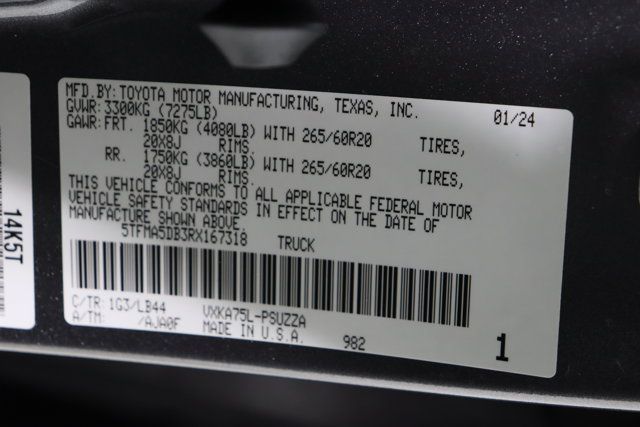 MFD.BY:TOYOTA MOTOR MANUFACTURING, TEXAS, INC. 01/24
GVWR: 3300KG (7275LB)
GAWR: FRT. 1850KG (4080LB) WITH 265/60R20 TIRES,
20X8J RIMS.
RR. 1750KG (3860LB) WITH 265/60R20 TIRES,
20X8J RIMS.
THIS VEHICLE CONFORMS TO ALL APPLICABLE FEDERAL MOTOR
VEHICLE SAFETY STANDARDS IN EFFECT ON THE DATE OF
MANUFACTURE SHOWN ABOVE.
5TFMA5DB3RX167318 TRUCK
C/TR: 1G3/LB44 VXKA75L-PSUZZA
A/TM: /AJA0F MADE IN U.S.A. 982 1
14K5T